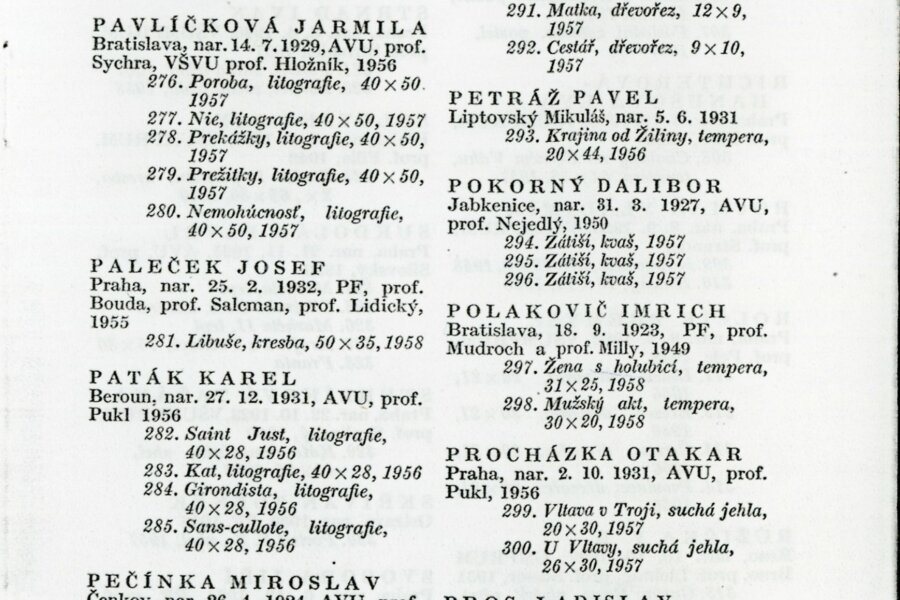 PAVLÍČKOVÁ JARMILA
Bratislava, nar. 14. 7. 1929, AVU, prof.
Sychra, VŠVU prof. Hložník, 1956
276. Poroba, litografie, 40 × 50
1957
277. Nie, litografie, 40 × 50, 1957
278. Prekážky, litografie, 40 × 50,
1957
279. Prežitky, litografie, 40 × 50,
1957
280. Nemohúcnosť, litografie,
40 × 50, 1957
PALEČEK JOSEF
Praha, nar. 25. 2. 1932, PF, prof.
Bouda, prof. Salcman, prof. Lidický,
1955
281. Libuše, kresba, 50 × 35, 1958
PATÁK KAREL
Beroun, nar. 27. 12. 1931, AVU, prof.
Pukl 1956
282. Saint Just, litografie,
40 × 28, 1956
283. Kat, litografie, 40 × 28, 1956
284. Girondista, litografie,
40 × 28, 1956
285. Sans-cullote, litografie,
40 × 28, 1956
PEČÍNKA MIROSLAV
291. Matka, dřevořez, 12 × 9,
1957
292. Cestář, dřevořez, 9 × 10,
1957
PETRÁŽ PAVEL
Liptovský Mikuláš, nar. 5. 6. 1931
293. Krajina od Žiliny, tempera,
20 × 44, 1956
POKORNÝ DALIBOR
Jabkenice, nar. 31. 3. 1927, AVU,
prof. Nejedlý, 1950
294. Zátiší, kvaš, 1957
295. Zátiší, kvaš, 1957
296. Zátiší, kvaš, 1957
POLAKOVIČ IMRICH
Bratislava, 18. 9. 1923, PF, prof.
Mudroch a prof. Milly, 1949
297. Žena s holubicí, tempera,
31 × 25, 1958
298. Mužský akt, tempera,
30 × 20, 1958
PROCHÁZKA OTAKAR
Praha, nar. 2. 10. 1931, AVU, prof.
Pukl, 1956
299. Vltava v Troji, suchá jehla,
20 × 30, 1957
300. U Vltavy, suchá jehla,
26 × 30, 1957